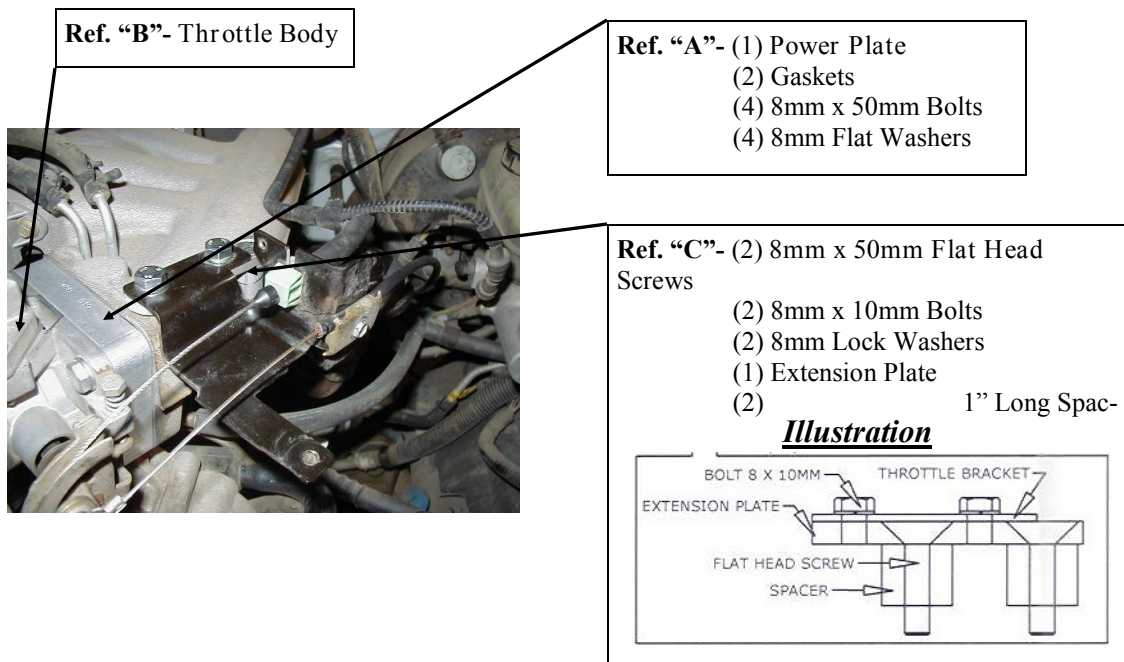 Ref. “B”- Throttle Body
Ref. “A”- (1) Power Plate
(2) Gaskets
(4) 8mm x 50mm Bolts
(4) 8mm Flat Washers
Ref. “C”- (2) 8mm x 50mm Flat Head
Screws
(2) 8mm x 10mm Bolts
(2) 8mm Lock Washers
(1) Extension Plate
(2) 1” Long Spac-
Illustration
BOLT 8 X 10MM
THROTTLE BRACKET
EXTENSION PLATE
FLAT HEAD SCREW
SPACER